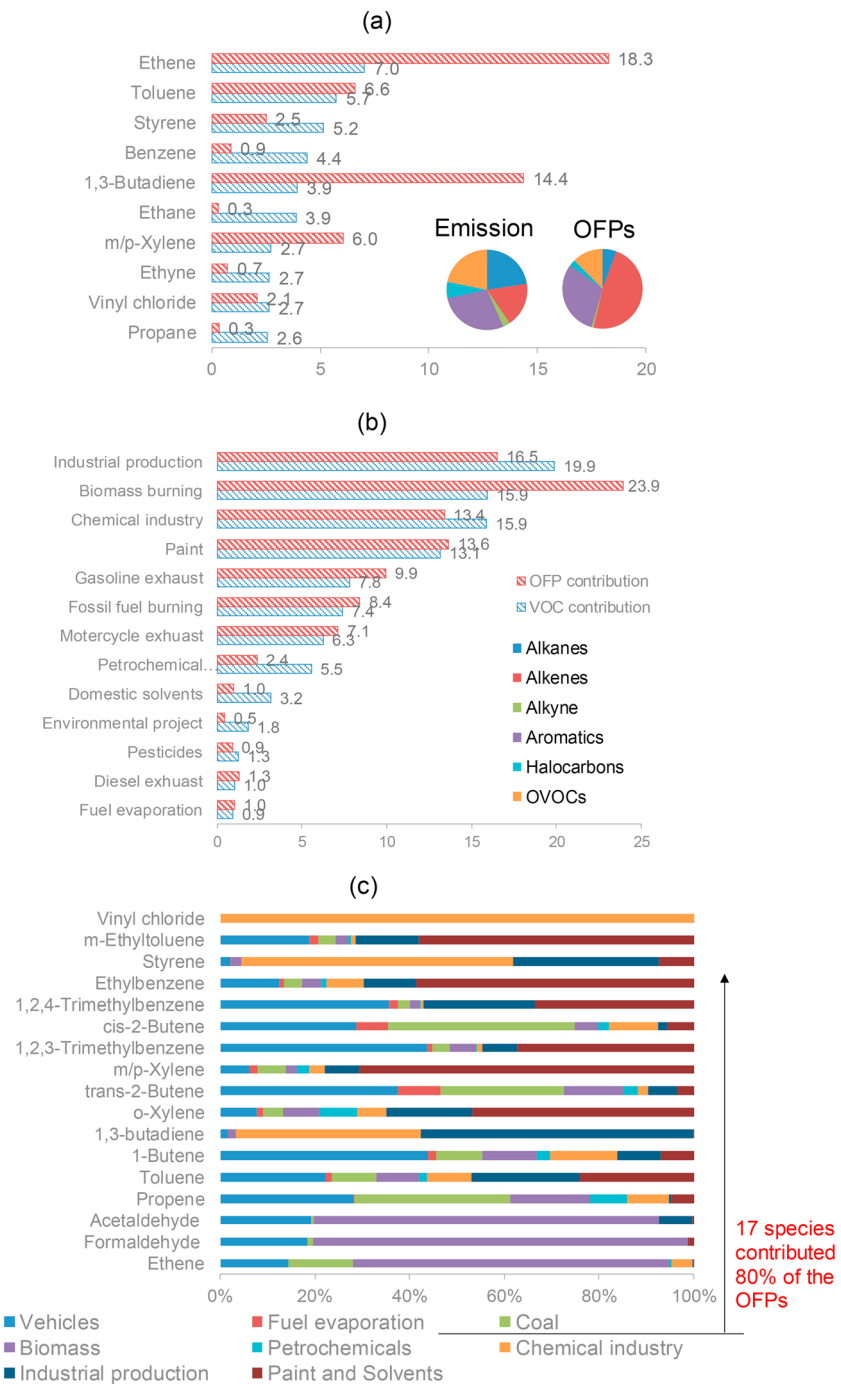 (a)
Ethene 18.3
7.0
Toluene 6.6
5.7
Styrene 2.5
5.2
Benzene 0.9
4.4
1,3-Butadiene 14.4
3.9
Ethane 0.3
3.9
m/p-Xylene 6.0
2.7
Ethyne 0.7
2.7
Vinyl chloride 2.1
2.7
Propane 0.3
2.6
Emission OFPs
0 5 10 15 20
(b)
Industrial production 16.5
19.9
Biomass burning 23.9
15.9
Chemical industry 13.4
15.9
Paint 13.6
13.1
Gasoline exhaust 9.9
7.8
Fossil fuel burning 8.4
7.4
Motercycle exhuast 7.1
6.3
Petrochemical... 2.4
5.5
Domestic solvents 1.0
3.2
Environmental project 0.5
1.8
Pesticides 0.9
1.3
Diesel exhuast 1.3
1.0
Fuel evaporation 1.0
0.9
OFP contribution
VOC contribution
Alkanes
Alkenes
Alkyne
Aromatics
Halocarbons
OVOCs
0 5 10 15 20 25
(c)
Vinyl chloride
m-Ethyltoluene
Styrene
Ethylbenzene
1,2,4-Trimethylbenzene
cis-2-Butene
1,2,3-Trimethylbenzene
m/p-Xylene
trans-2-Butene
o-Xylene
1,3-butadiene
1-Butene
Toluene
Propene
Acetaldehyde
Formaldehyde
Ethene
0% 20% 40% 60% 80% 100%
17 species
contributed
80% of the
OFPs
Vehicles Fuel evaporation Coal
Biomass Petrochemicals Chemical industry
Industrial production Paint and Solvents